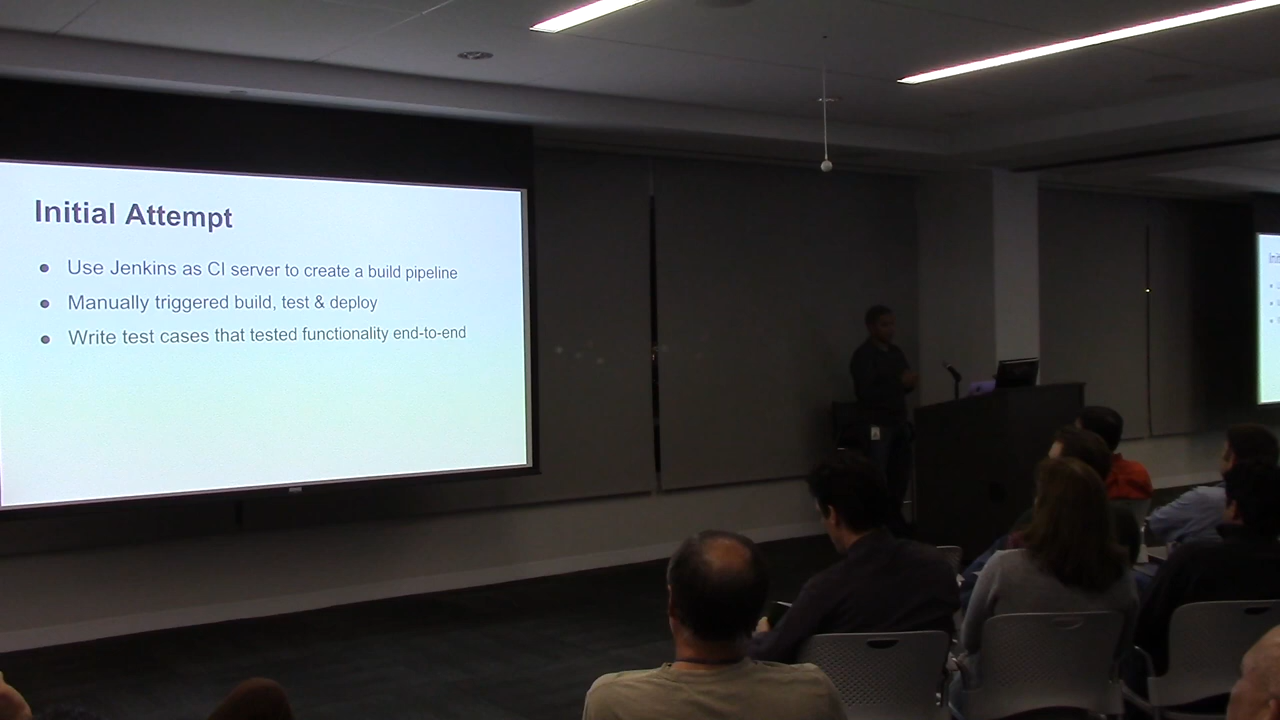 Initial Attempt
Use Jenkins as CI server to create a build pipeline
Manually triggered build, test & deploy
Write test cases that tested functionality end-to-end